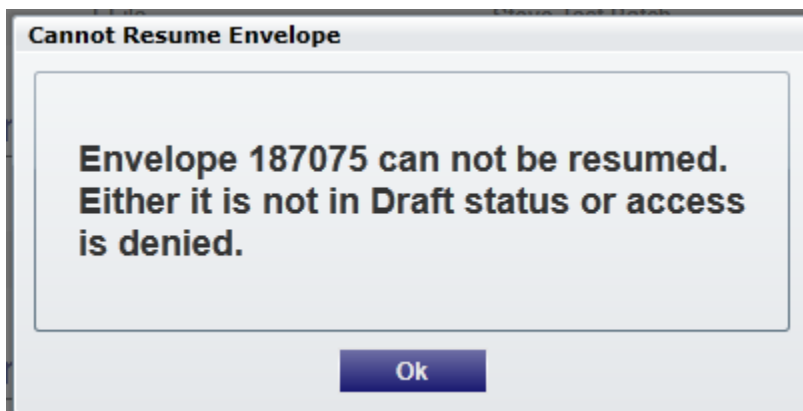 Cannot Resume Envelope
Envelope 187075 can not be resumed.
Either it is not in Draft status or access
is denied.
Ok